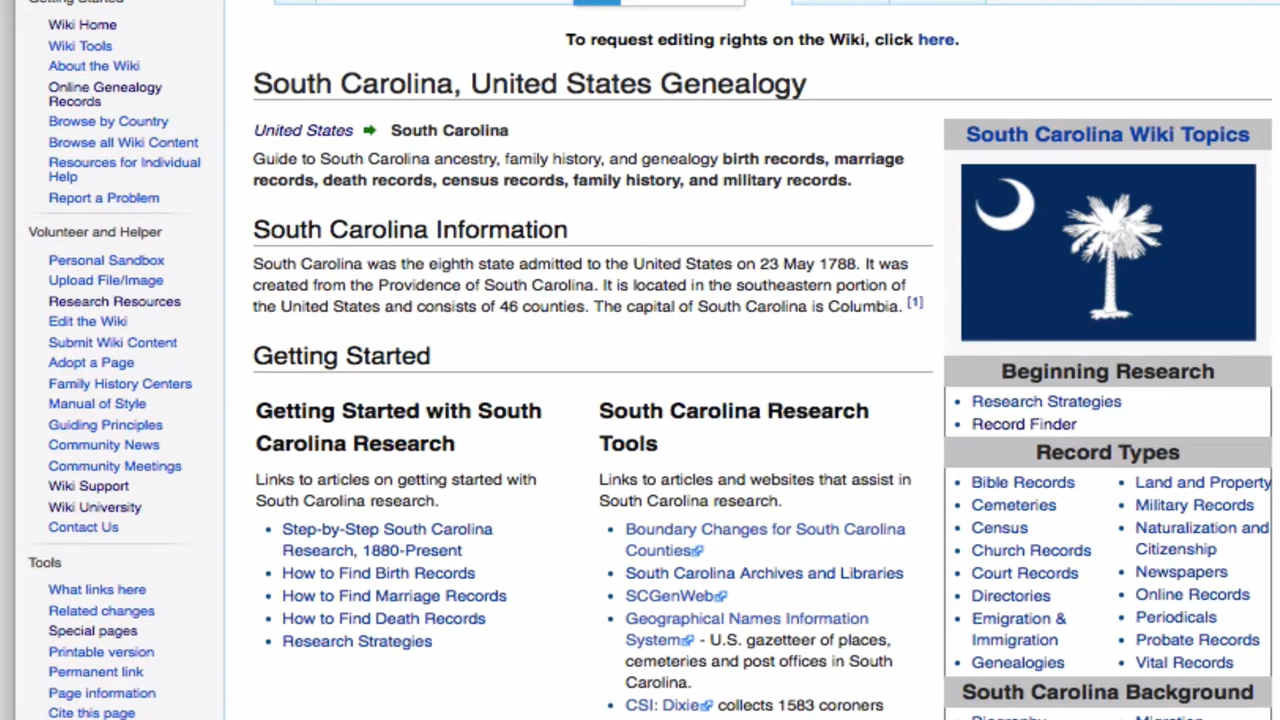 Getting Started
Wiki Home
Wiki Tools
About the Wiki
Online Genealogy
Records
Browse by Country
Browse all Wiki Content
Resources for Individual
Help
Report a Problem
Volunteer and Helper
Personal Sandbox
Upload File/Image
Research Resources
Edit the Wiki
Submit Wiki Content
Adopt a Page
Family History Centers
Manual of Style
Guiding Principles
Community News
Community Meetings
Wiki Support
Wiki University
Contact Us
Tools
What links here
Related changes
Special pages
Printable version
Permanent link
Page information
Cite this page
To request editing rights on the Wiki, click here.
South Carolina, United States Genealogy
United States South Carolina
Guide to South Carolina ancestry, family history, and genealogy birth records, marriage
records, death records, census records, family history, and military records.
South Carolina Information
South Carolina was the eighth state admitted to the United States on 23 May 1788. It was
created from the Providence of South Carolina. It is located in the southeastern portion of
the United States and consists of 46 counties. The capital of South Carolina is Columbia. [1]
Getting Started
Getting Started with South
Carolina Research
Links to articles on getting started with
South Carolina research.
• Step-by-Step South Carolina
Research, 1880-Present
• How to Find Birth Records
• How to Find Marriage Records
• How to Find Death Records
• Research Strategies
South Carolina Research
Tools
Links to articles and websites that assist in
South Carolina research.
• Boundary Changes for South Carolina
Counties
• South Carolina Archives and Libraries
• SCGenWeb
• Geographical Names Information
System - U.S. gazetteer of places,
cemeteries and post offices in South
Carolina.
• CSI: Dixie collects 1583 coroners
South Carolina Wiki Topics
Beginning Research
• Research Strategies
• Record Finder
Record Types
• Bible Records
• Cemeteries
• Census
• Church Records
• Court Records
• Directories
• Emigration &
Immigration
• Genealogies
• Land and Property
• Military Records
• Naturalization and
Citizenship
• Newspapers
• Online Records
• Periodicals
• Probate Records
• Vital Records
South Carolina Background
Biography
Migration